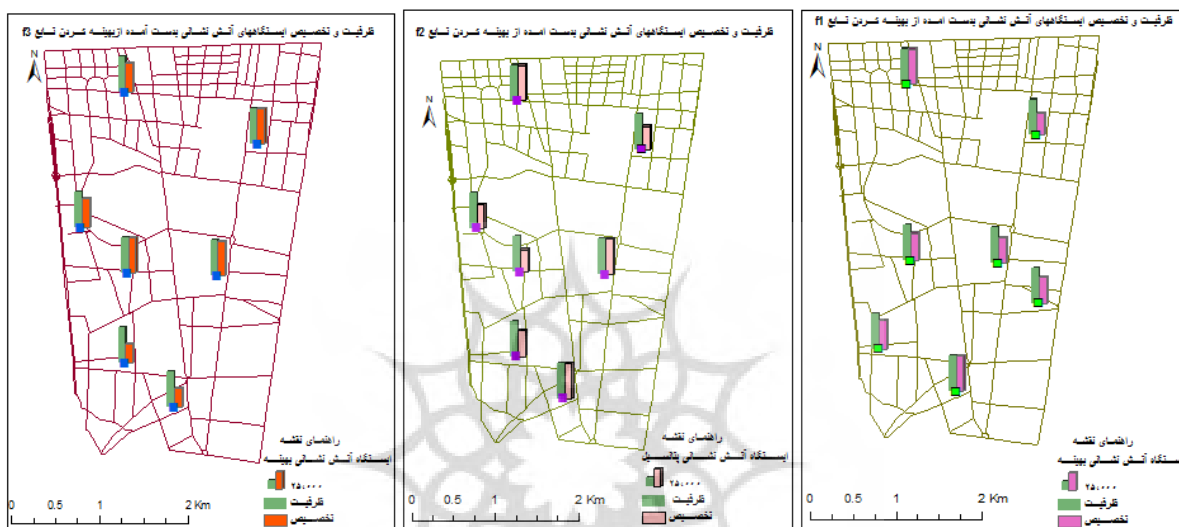 ظرفیت و تخصیص ایستگاههای آتش نشانی بدست آمده از بهینه کردن تابع f1
N
راهنمای نقشه
ایستگاه آتش نشانی بهینه
۲۵،۰۰۰
ظرفیت
تخصیص
0 0.5 1 2 Km
ظرفیت و تخصیص ایستگاههای آتش نشانی بدست آمده از بهینه کردن تابع f2
N
راهنمای نقشه
ایستگاه آتش نشانی پتانسیل
۲۵،۰۰۰
ظرفیت
تخصیص
0 0.5 1 2 Km
ظرفیت و تخصیص ایستگاههای آتش نشانی بدست آمده ازبهینه کردن تابع f3
N
راهنمای نقشه
ایستگاه آتش نشانی بهینه
۲۵،۰۰۰
ظرفیت
تخصیص
0 0.5 1 2 Km